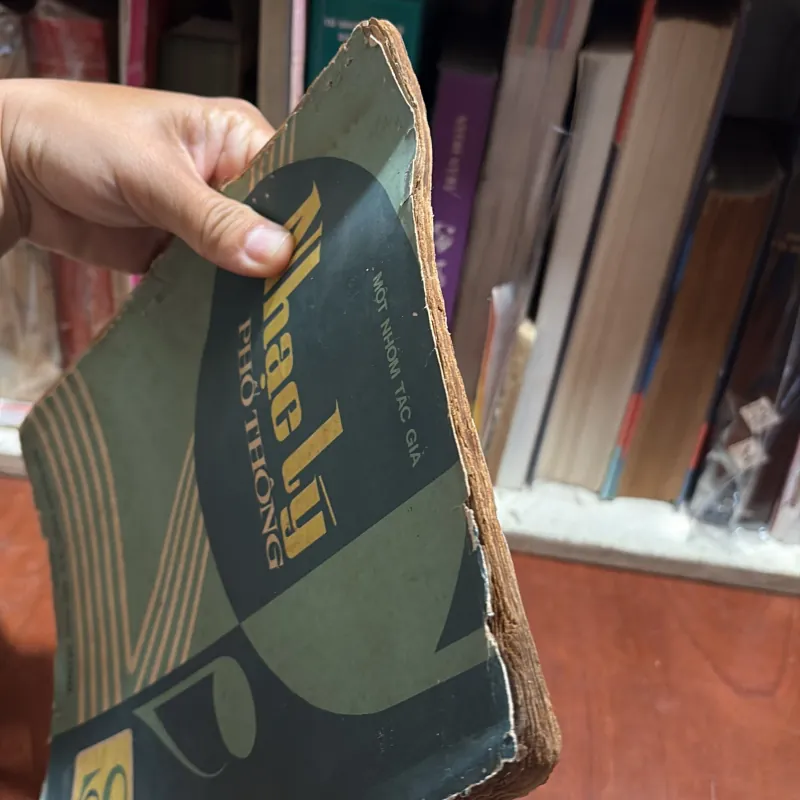 MỘT NHÓM TÁC GIẢ
Nhạc Lý
PHỔ THÔNG